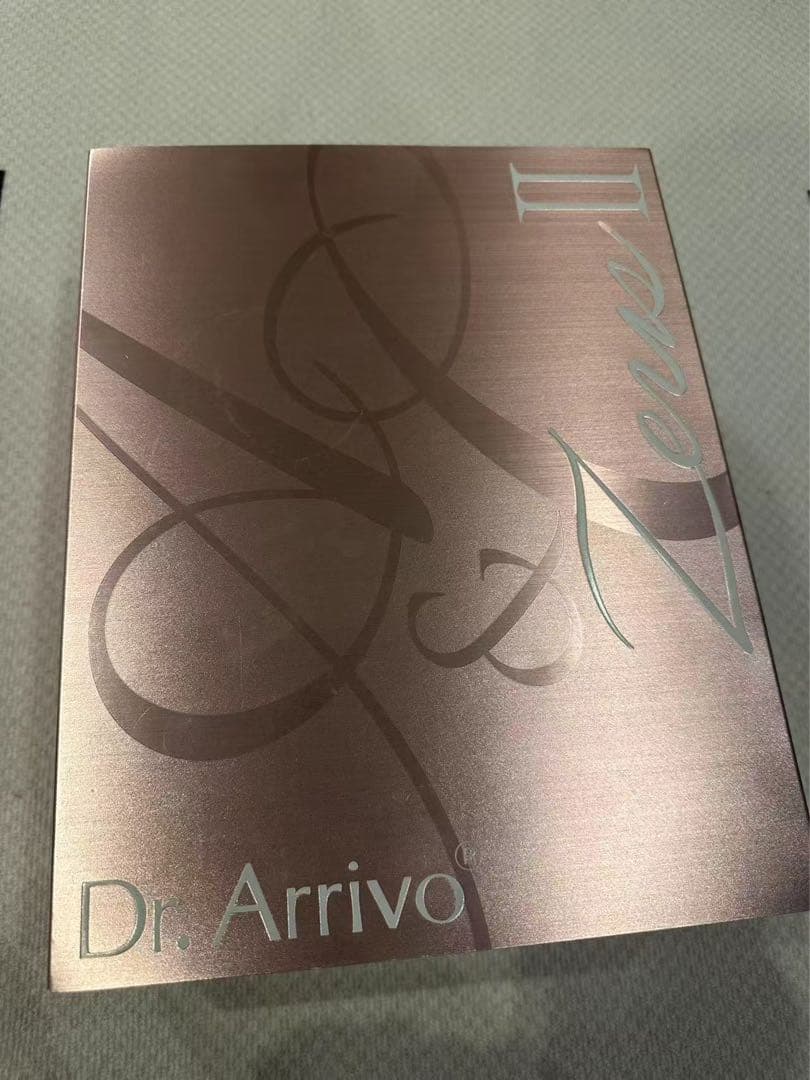 Zeus II
&
Dr. Arrivo®